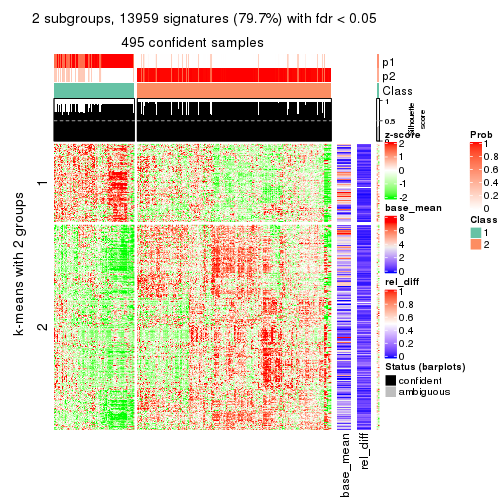 2 subgroups, 13959 signatures (79.7%) with fdr < 0.05
495 confident samples
p1
p2
Class
1
0.5
0
Silhouette
score
k-means with 2 groups
1
2
base_mean
rel_diff
z-score
2
1
0
-1
-2
base_mean
8
6
4
2
0
rel_diff
1
0.8
0.6
0.4
0.2
0
Status (barplots)
confident
ambiguous
Prob
1
0.8
0.6
0.4
0.2
0
Class
1
2